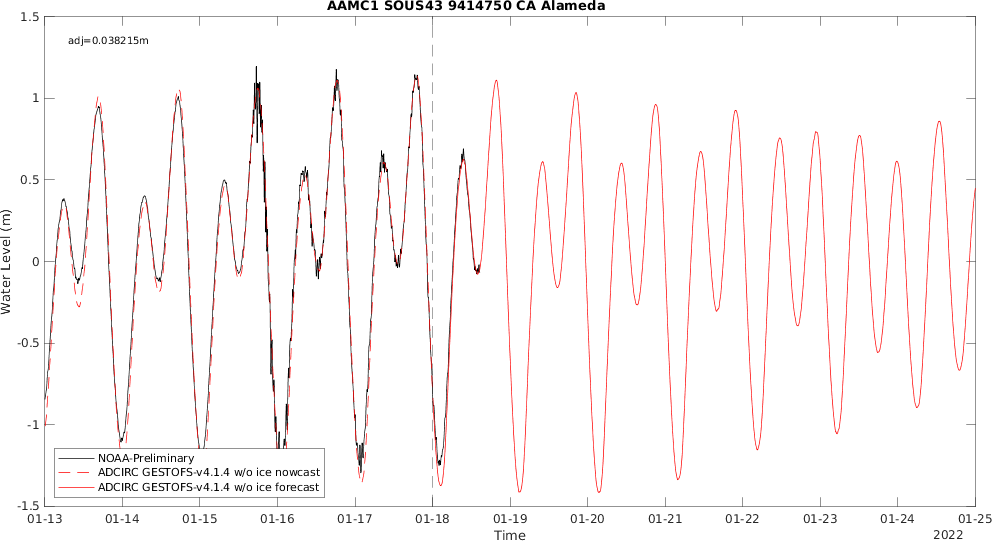 AAMC1 SOUS43 9414750 CA Alameda
adj=0.038215m
1.5
1
0.5
0
-0.5
-1
-1.5
Water Level (m)
NOAA-Preliminary
ADCIRC GESTOFS-v4.1.4 w/o ice nowcast
ADCIRC GESTOFS-v4.1.4 w/o ice forecast
01-13 01-14 01-15 01-16 01-17 01-18 01-19 01-20 01-21 01-22 01-23 01-24 01-25
Time
2022